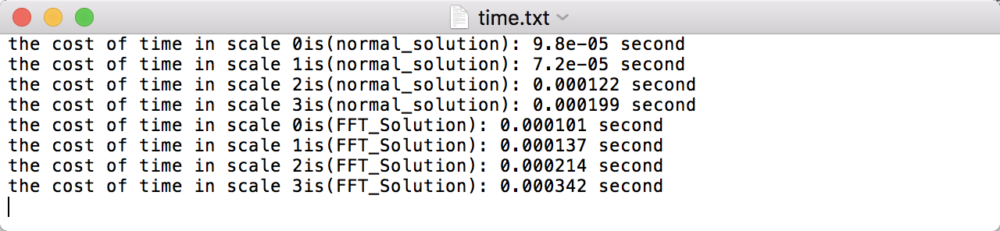 time.txt
the cost of time in scale 0is(normal_solution): 9.8e-05 second
the cost of time in scale 1is(normal_solution): 7.2e-05 second
the cost of time in scale 2is(normal_solution): 0.000122 second
the cost of time in scale 3is(normal_solution): 0.000199 second
the cost of time in scale 0is(FFT_Solution): 0.000101 second
the cost of time in scale 1is(FFT_Solution): 0.000137 second
the cost of time in scale 2is(FFT_Solution): 0.000214 second
the cost of time in scale 3is(FFT_Solution): 0.000342 second